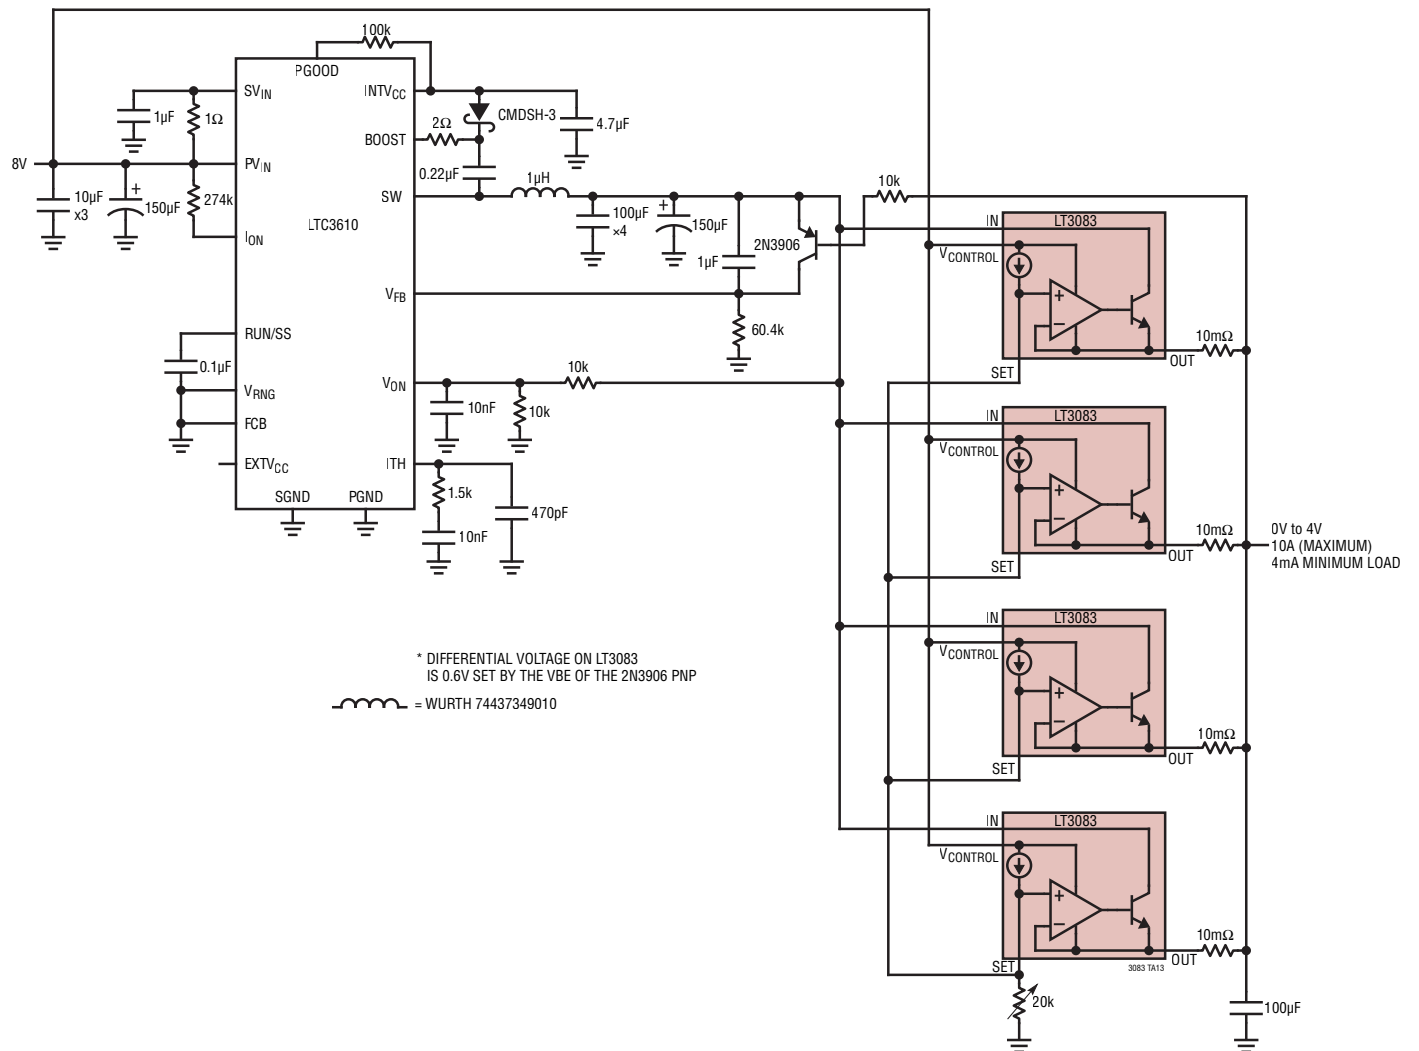 100k
PGOOD
SVIN
INTVCC
1µF
1Ω
CMDSH-3
4.7µF
2Ω
BOOST
8V
PVIN
0.22µF
1µH
10k
10µF
x3
+
150µF
274k
SW
LTC3610
100µF
×4
+
150µF
ION
2N3906
1µF
IN
LT3083
VCONTROL
+
–
10mΩ
OUT
SET
VFB
60.4k
RUN/SS
0.1µF
VON
10k
10nF
10k
VRNG
FCB
EXTVCC
ITH
1.5k
SGND
PGND
470pF
10nF
IN
LT3083
VCONTROL
+
–
10mΩ
OUT
SET
0V to 4V
10A (MAXIMUM)
4mA MINIMUM LOAD
IN
LT3083
VCONTROL
+
–
10mΩ
OUT
SET
* DIFFERENTIAL VOLTAGE ON LT3083
IS 0.6V SET BY THE VBE OF THE 2N3906 PNP
= WURTH 74437349010
IN
LT3083
VCONTROL
+
–
10mΩ
OUT
SET
3083 TA13
20k
100µF